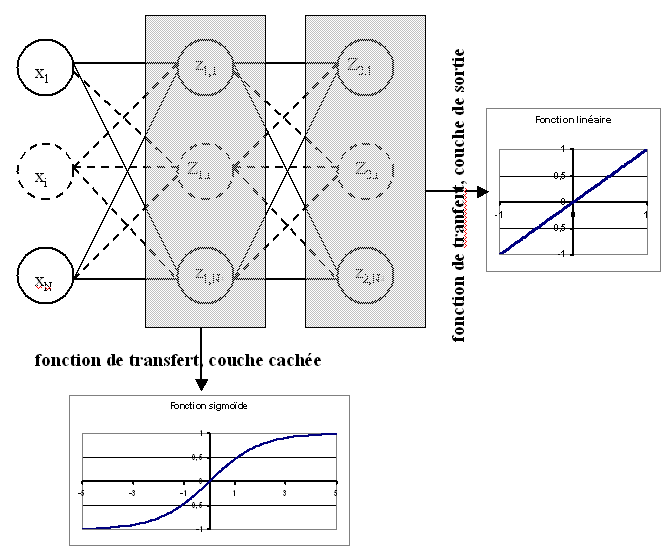 x1
z1,1
z2,1
xi
z1,i
z2,i
xN
z1,N
fonction de tranfert, couche de sortie
Fonction linéaire
1
0,5
0
-1
0
1
0,5
-1
fonction de transfert, couche cachée
Fonction sigmoïde
1
0,5
0
-5
-3
-1
1
3
5
0,5
-1